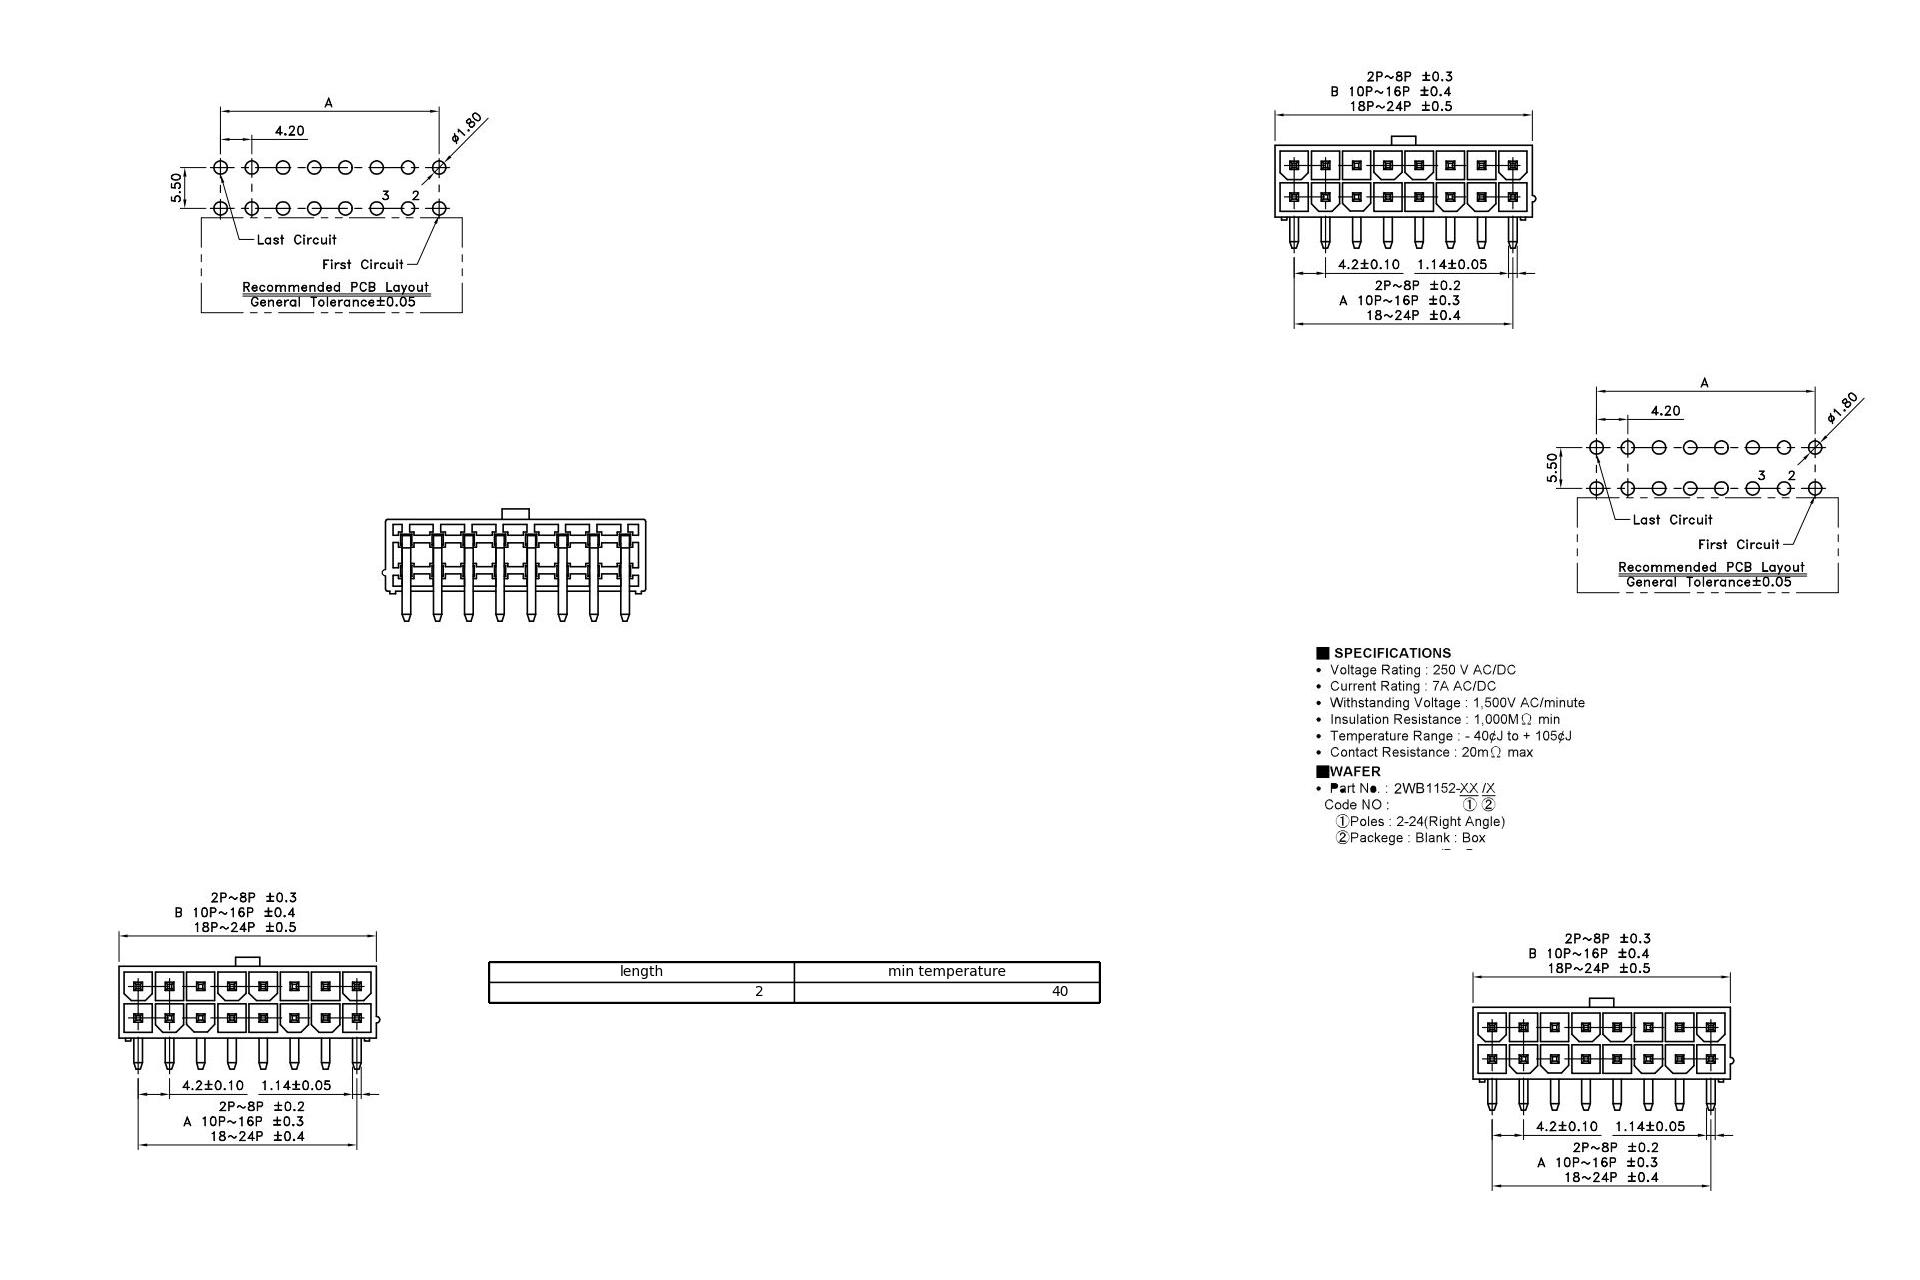 A
4.20
ø1.80
5.50
3 2
Last Circuit
First Circuit
Recommended PCB Layout
General Tolerance±0.05
2P~8P ±0.3
B 10P~16P ±0.4
18P~24P ±0.5
4.2±0.10 1.14±0.05
2P~8P ±0.2
A 10P~16P ±0.3
18~24P ±0.4
A
4.20
ø1.80
5.50
3 2
Last Circuit
First Circuit
Recommended PCB Layout
General Tolerance±0.05
■ SPECIFICATIONS
• Voltage Rating : 250 V AC/DC
• Current Rating : 7A AC/DC
• Withstanding Voltage : 1,500V AC/minute
• Insulation Resistance : 1,000MΩ min
• Temperature Range : - 40¢J to + 105¢J
• Contact Resistance : 20mΩ max
■WAFER
• Part No. : 2WB1152-XX /X
Code NO : ① ②
①Poles : 2-24(Right Angle)
②Packege : Blank : Box
2P~8P ±0.3
B 10P~16P ±0.4
18P~24P ±0.5
4.2±0.10 1.14±0.05
2P~8P ±0.2
A 10P~16P ±0.3
18~24P ±0.4
length min temperature
2 40
2P~8P ±0.3
B 10P~16P ±0.4
18P~24P ±0.5
4.2±0.10 1.14±0.05
2P~8P ±0.2
A 10P~16P ±0.3
18~24P ±0.4